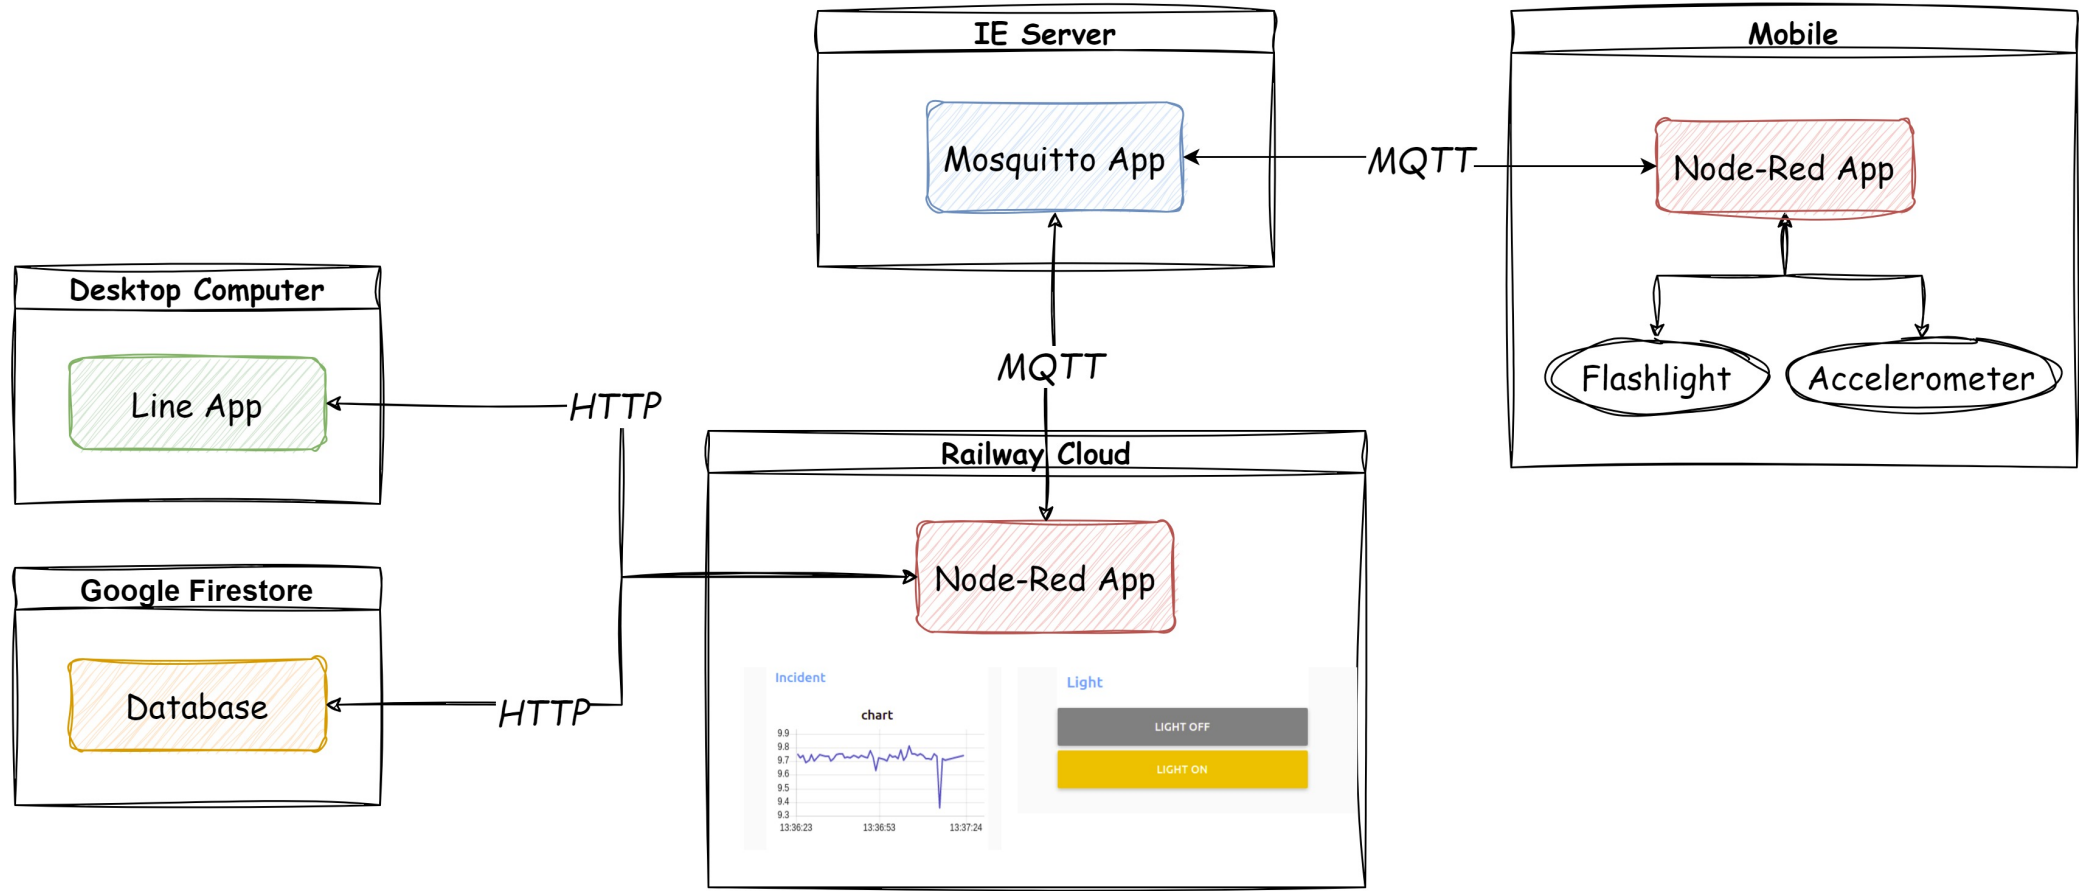 IE Server
Mosquitto App
MQTT
Mobile
Node-Red App
Flashlight
Accelerometer
Desktop Computer
Line App
HTTP
MQTT
Google Firestore
Database
HTTP
Railway Cloud
Node-Red App
Incident
chart
9.9
9.8
9.7
9.6
9.5
9.4
9.3
13:36:23
13:36:53
13:37:24
Light
LIGHT OFF
LIGHT ON